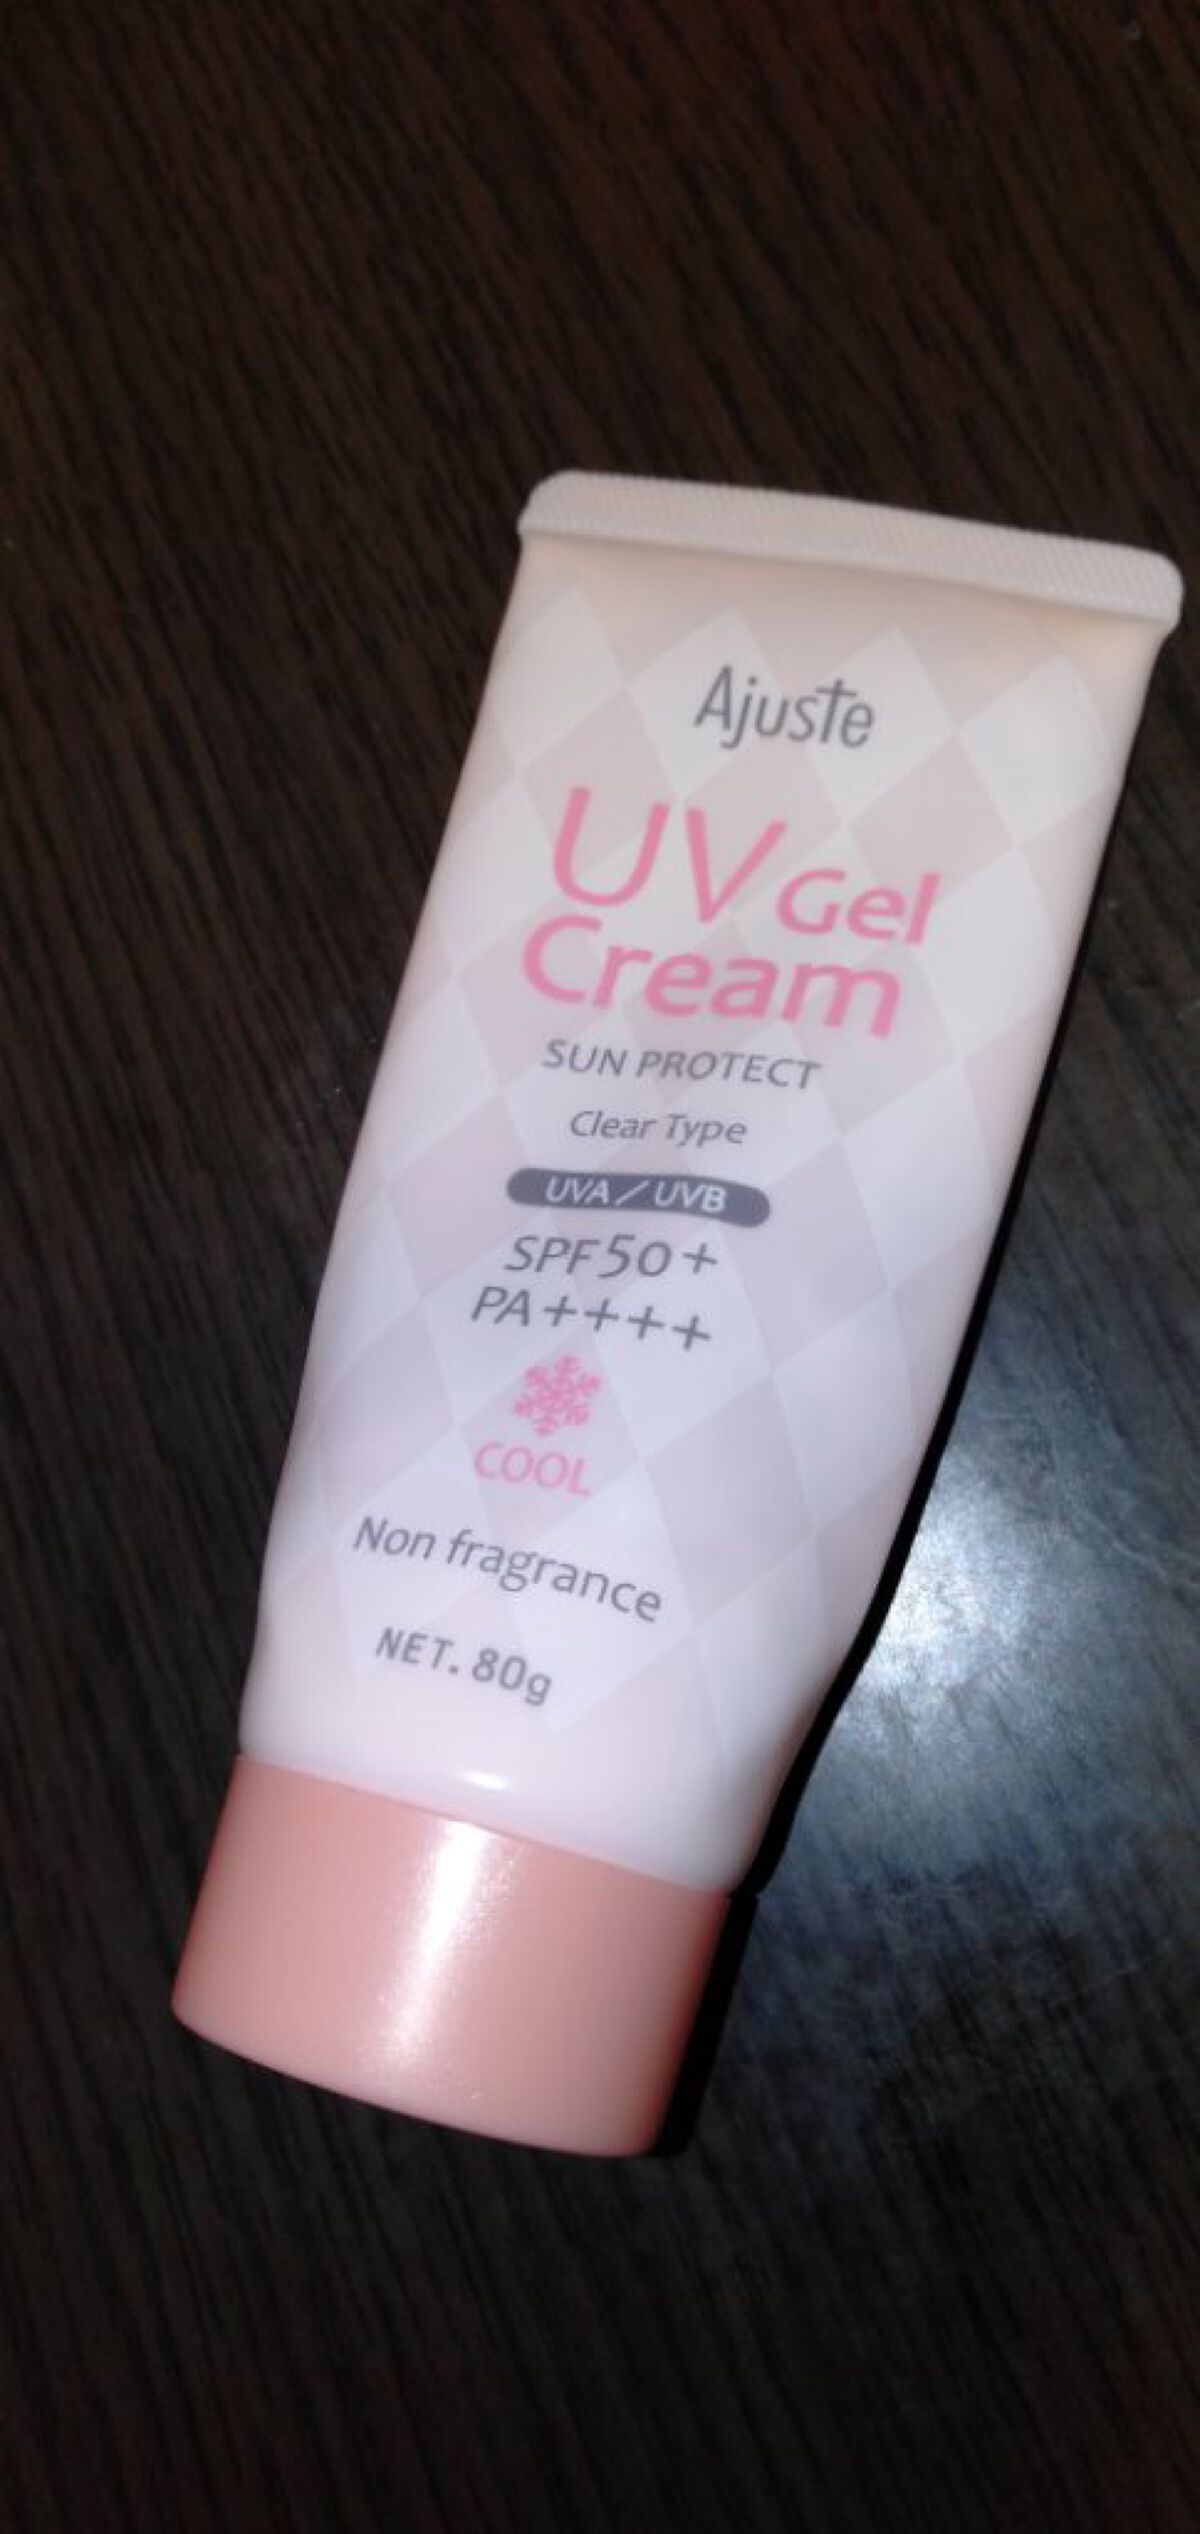 Ajuste
UV Gel
Cream
SUN PROTECT
Clear Type
UVA/UVB
SPF50+
PA++++
COOL
Non fragrance
NET. 80g